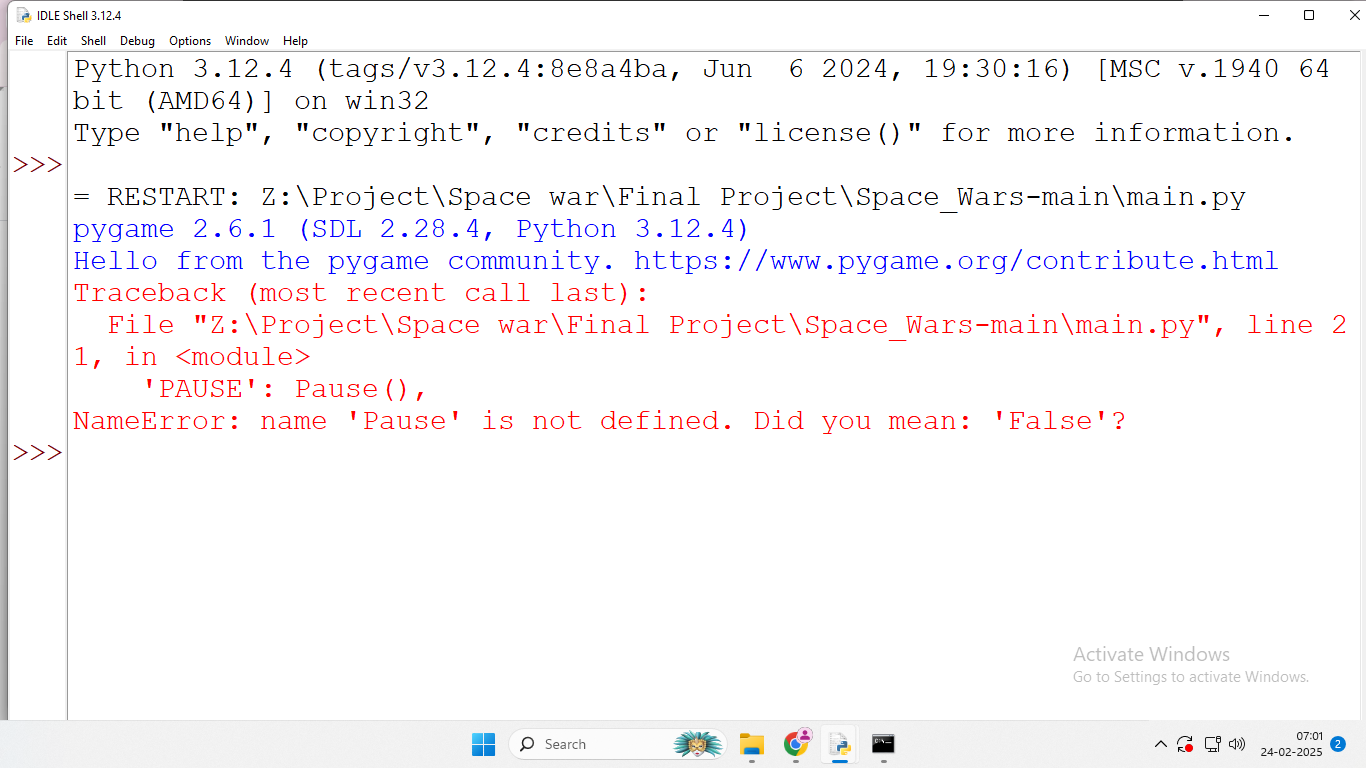 IDLE Shell 3.12.4
File Edit Shell Debug Options Window Help
Python 3.12.4 (tags/v3.12.4:8e8a4ba, Jun  6 2024, 19:30:16) [MSC v.1940 64
bit (AMD64)] on win32
Type "help", "copyright", "credits" or "license()" for more information.
>>>
= RESTART: Z:\Project\Space war\Final Project\Space_Wars-main\main.py
pygame 2.6.1 (SDL 2.28.4, Python 3.12.4)
Hello from the pygame community. https://www.pygame.org/contribute.html
Traceback (most recent call last):
  File "Z:\Project\Space war\Final Project\Space_Wars-main\main.py", line 2
1, in <module>
    'PAUSE': Pause(),
NameError: name 'Pause' is not defined. Did you mean: 'False'?
>>>
Activate Windows
Go to Settings to activate Windows.
Search
07:01
24-02-2025
2